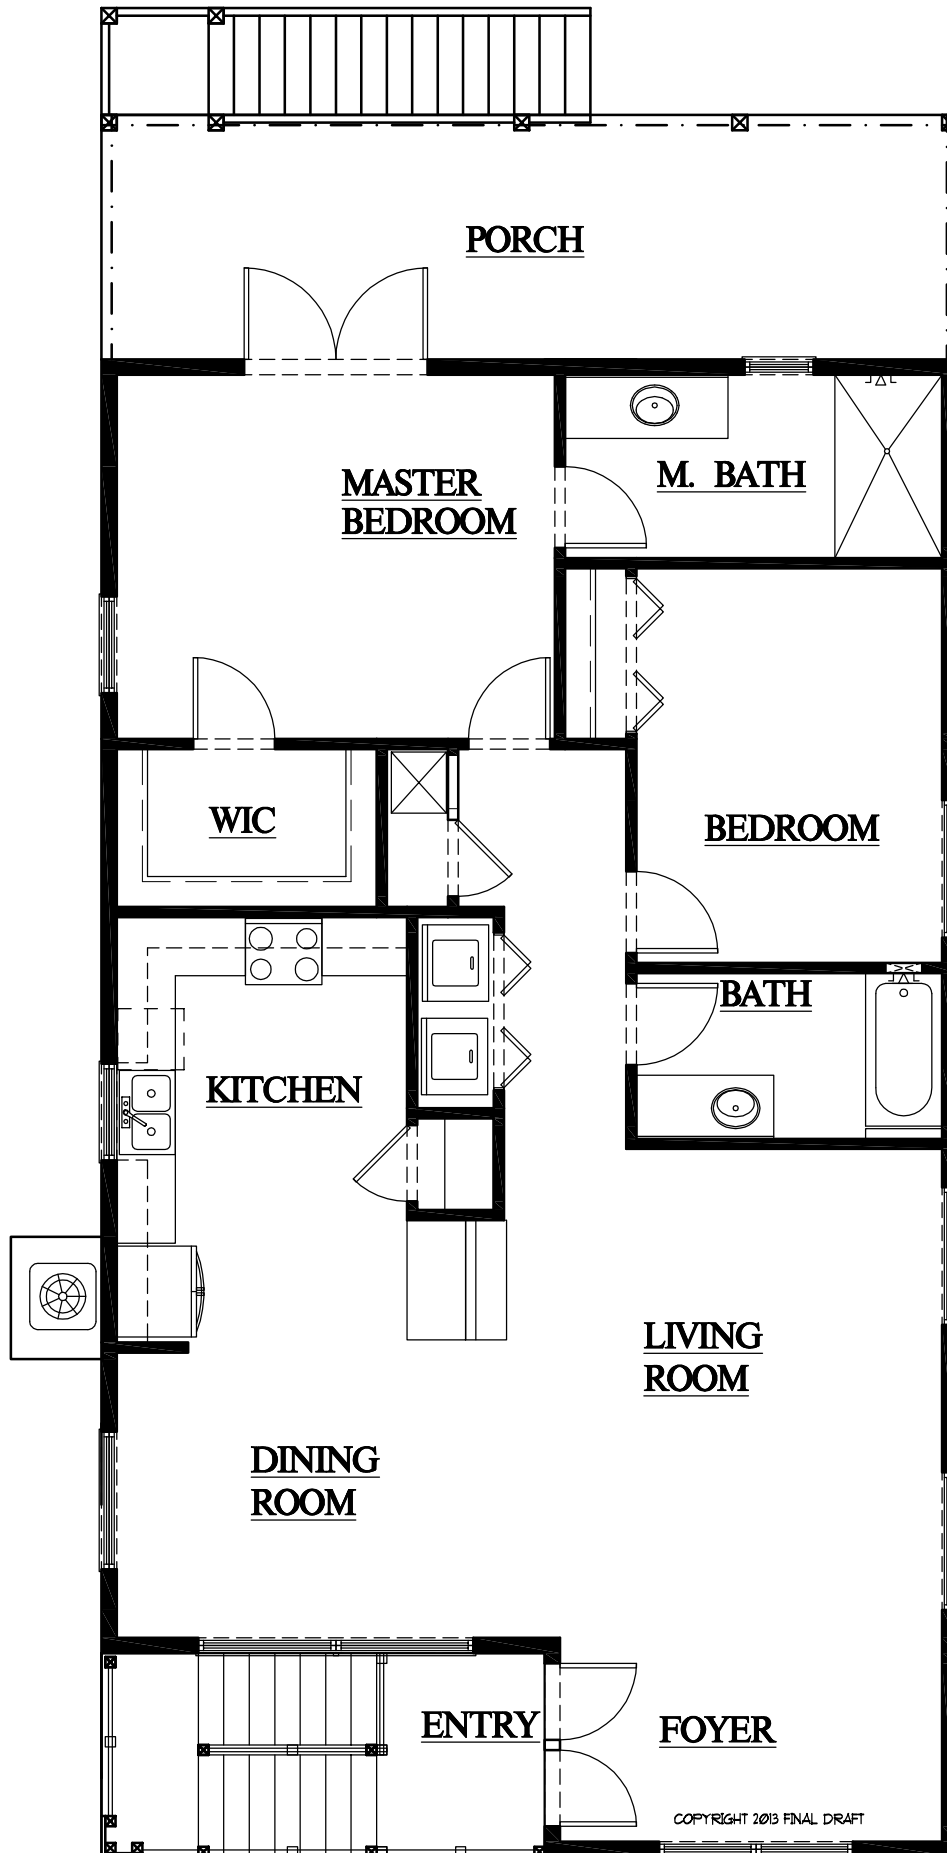 PORCH
MASTER
BEDROOM
M. BATH
WIC
BEDROOM
BATH
KITCHEN
LIVING
ROOM
DINING
ROOM
ENTRY
FOYER
COPYRIGHT 2013 FINAL DRAFT